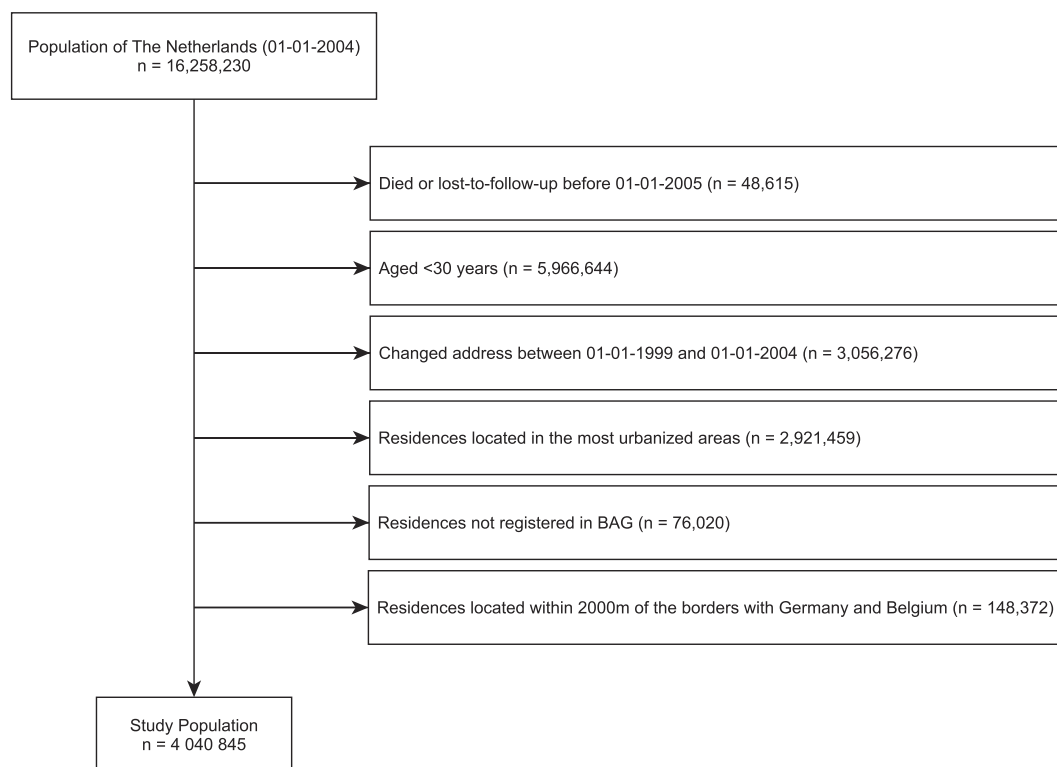 Population of The Netherlands (01-01-2004)
n = 16,258,230
Died or lost-to-follow-up before 01-01-2005 (n = 48,615)
Aged <30 years (n = 5,966,644)
Changed address between 01-01-1999 and 01-01-2004 (n = 3,056,276)
Residences located in the most urbanized areas (n = 2,921,459)
Residences not registered in BAG (n = 76,020)
Residences located within 2000m of the borders with Germany and Belgium (n = 148,372)
Study Population
n = 4 040 845